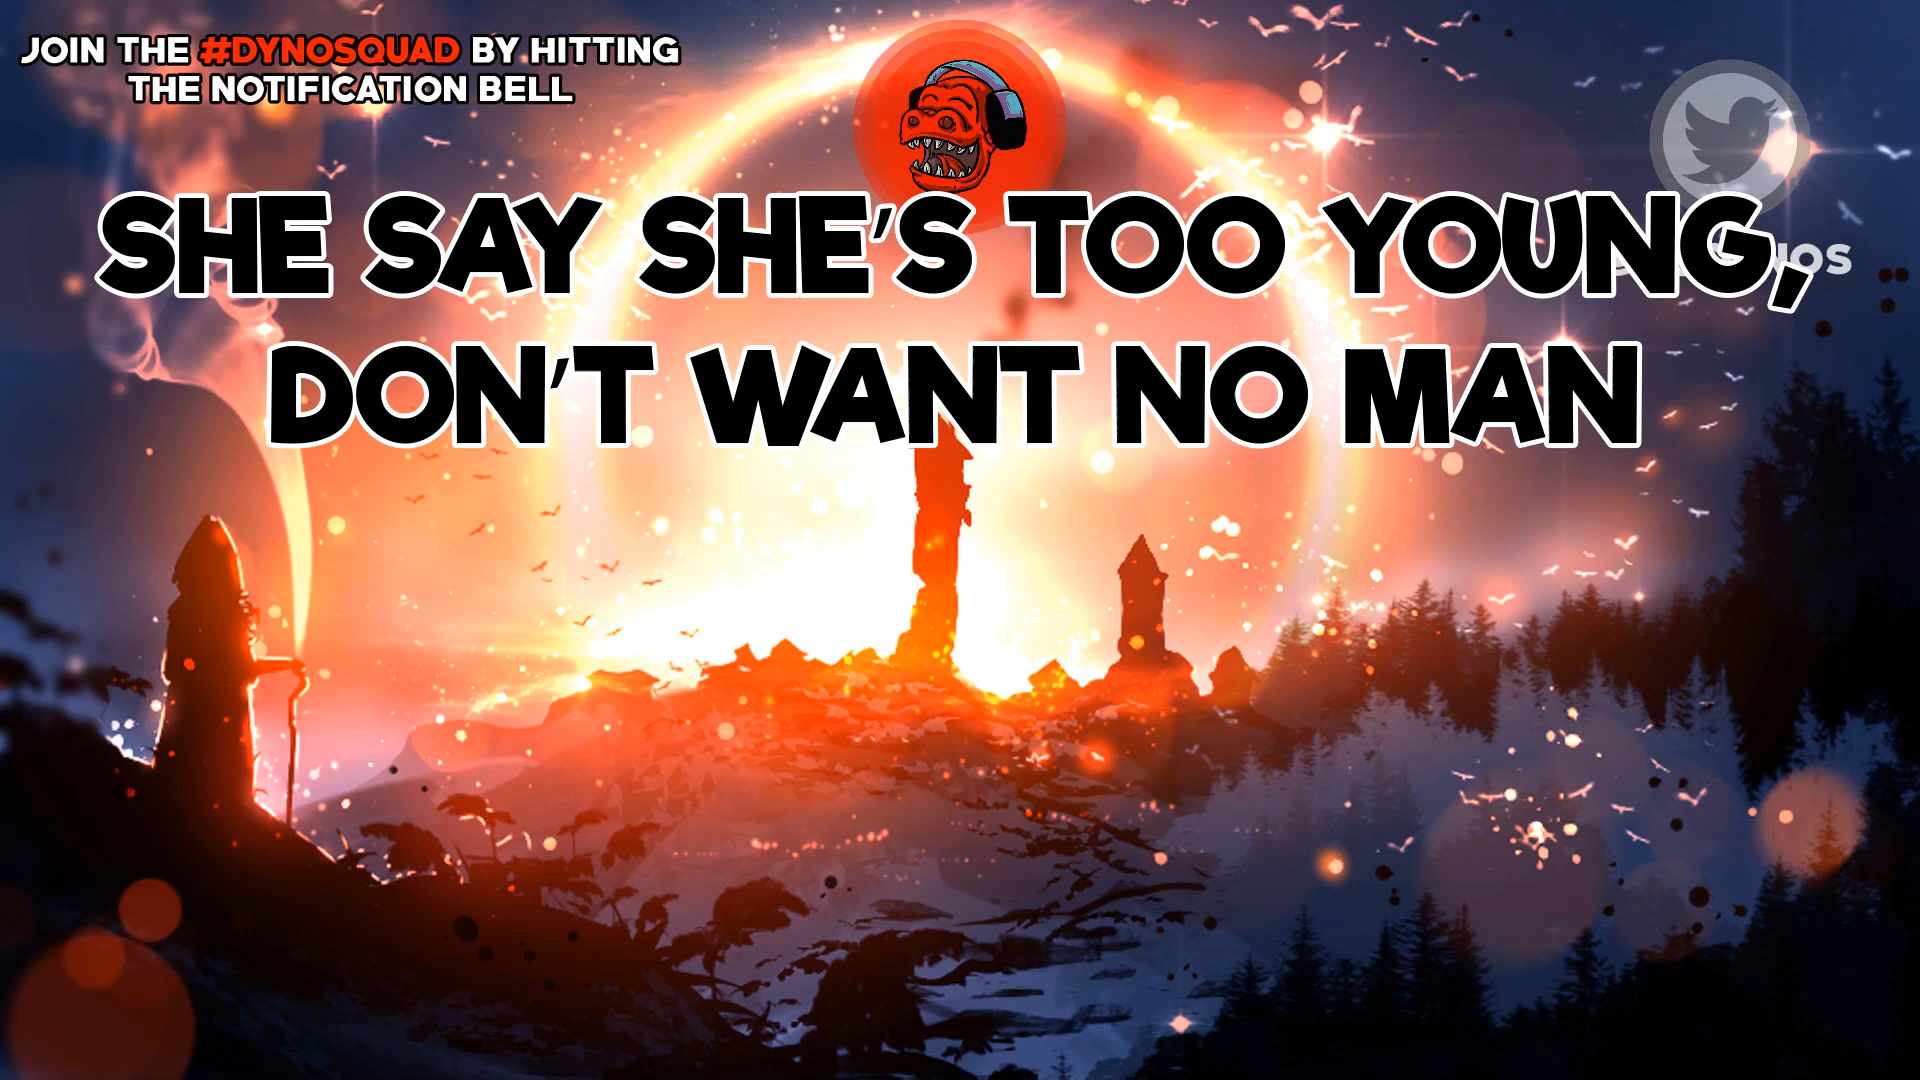 JOIN THE #DYNOSQUAD BY HITTING
THE NOTIFICATION BELL
SHE SAY SHE'S TOO YOUNG,
DON'T WANT NO MAN